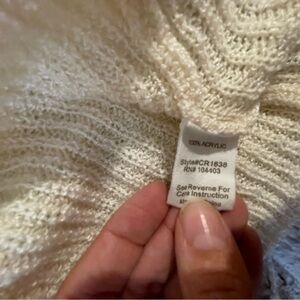 100% ACRYLIC
Style#CR1838
RN# 104403
See Reverse For
Care Instruction